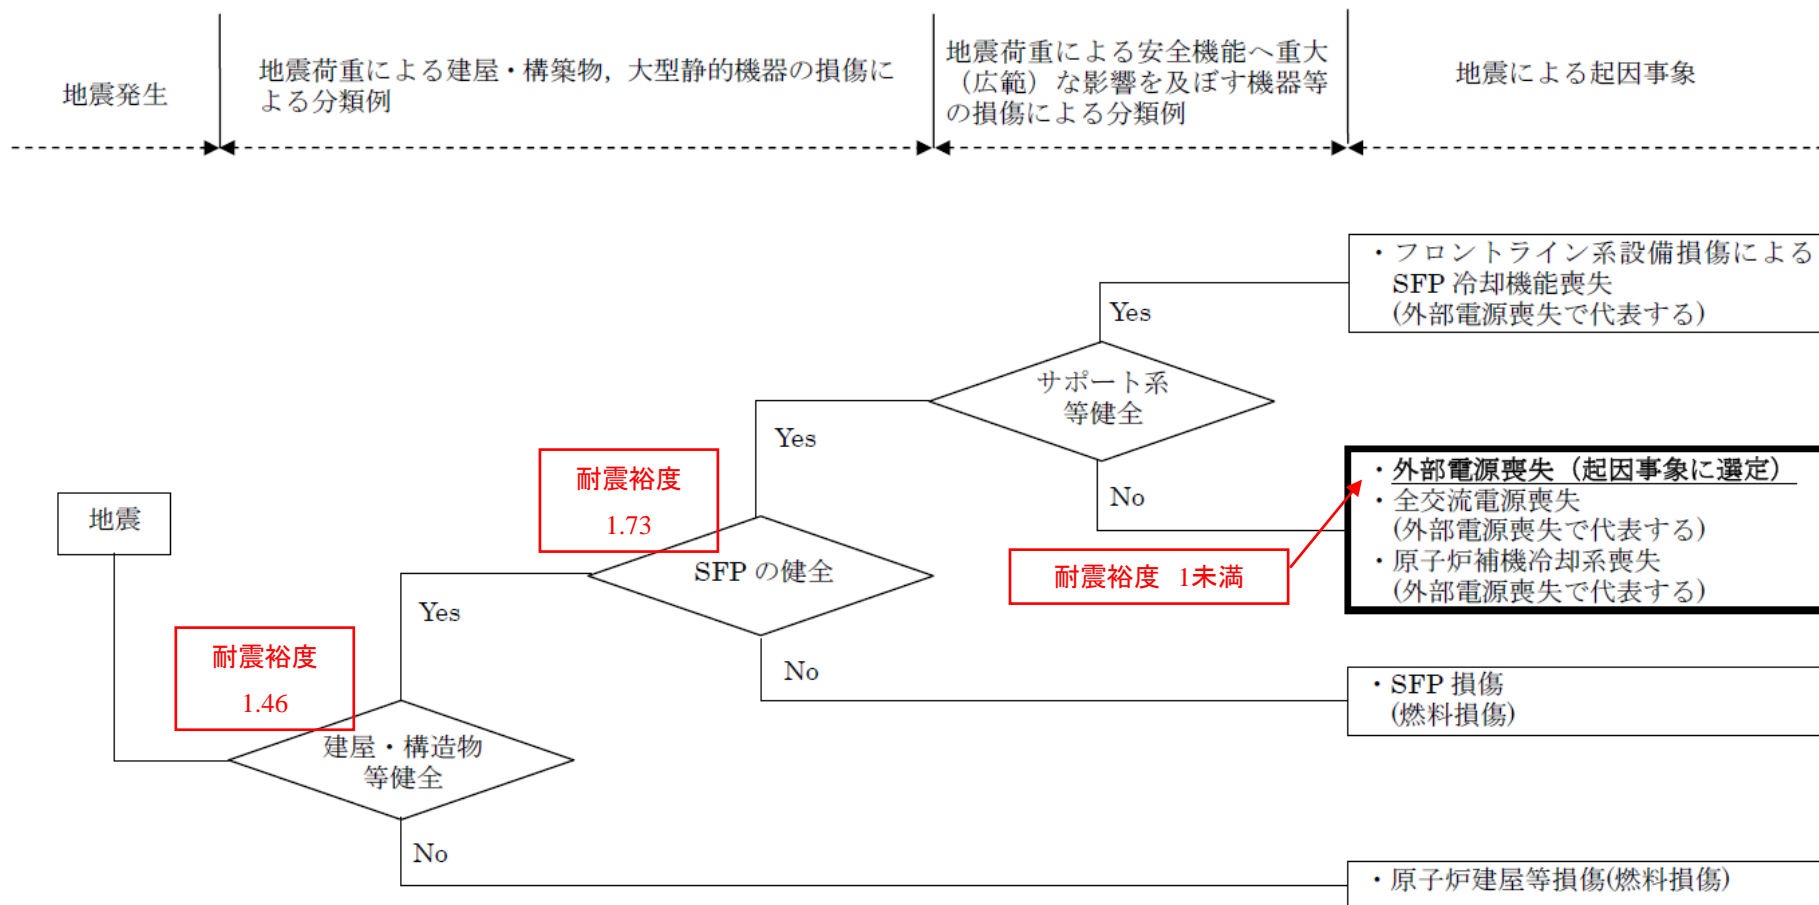 地震発生
地震荷重による建屋・構築物，大型静的機器の損傷に
よる分類例
地震荷重による安全機能へ重大
（広範）な影響を及ぼす機器等
の損傷による分類例
地震による起因事象
・フロントライン系設備損傷による
SFP 冷却機能喪失
(外部電源喪失で代表する)
Yes
サポート系
等健全
No
Yes
・外部電源喪失（起因事象に選定）
・全交流電源喪失
(外部電源喪失で代表する)
・原子炉補機冷却系喪失
(外部電源喪失で代表する)
耐震裕度
1.73
耐震裕度 1未満
地震
SFP の健全
Yes
No
・SFP 損傷
(燃料損傷)
耐震裕度
1.46
建屋・構造物
等健全
No
・原子炉建屋等損傷(燃料損傷)